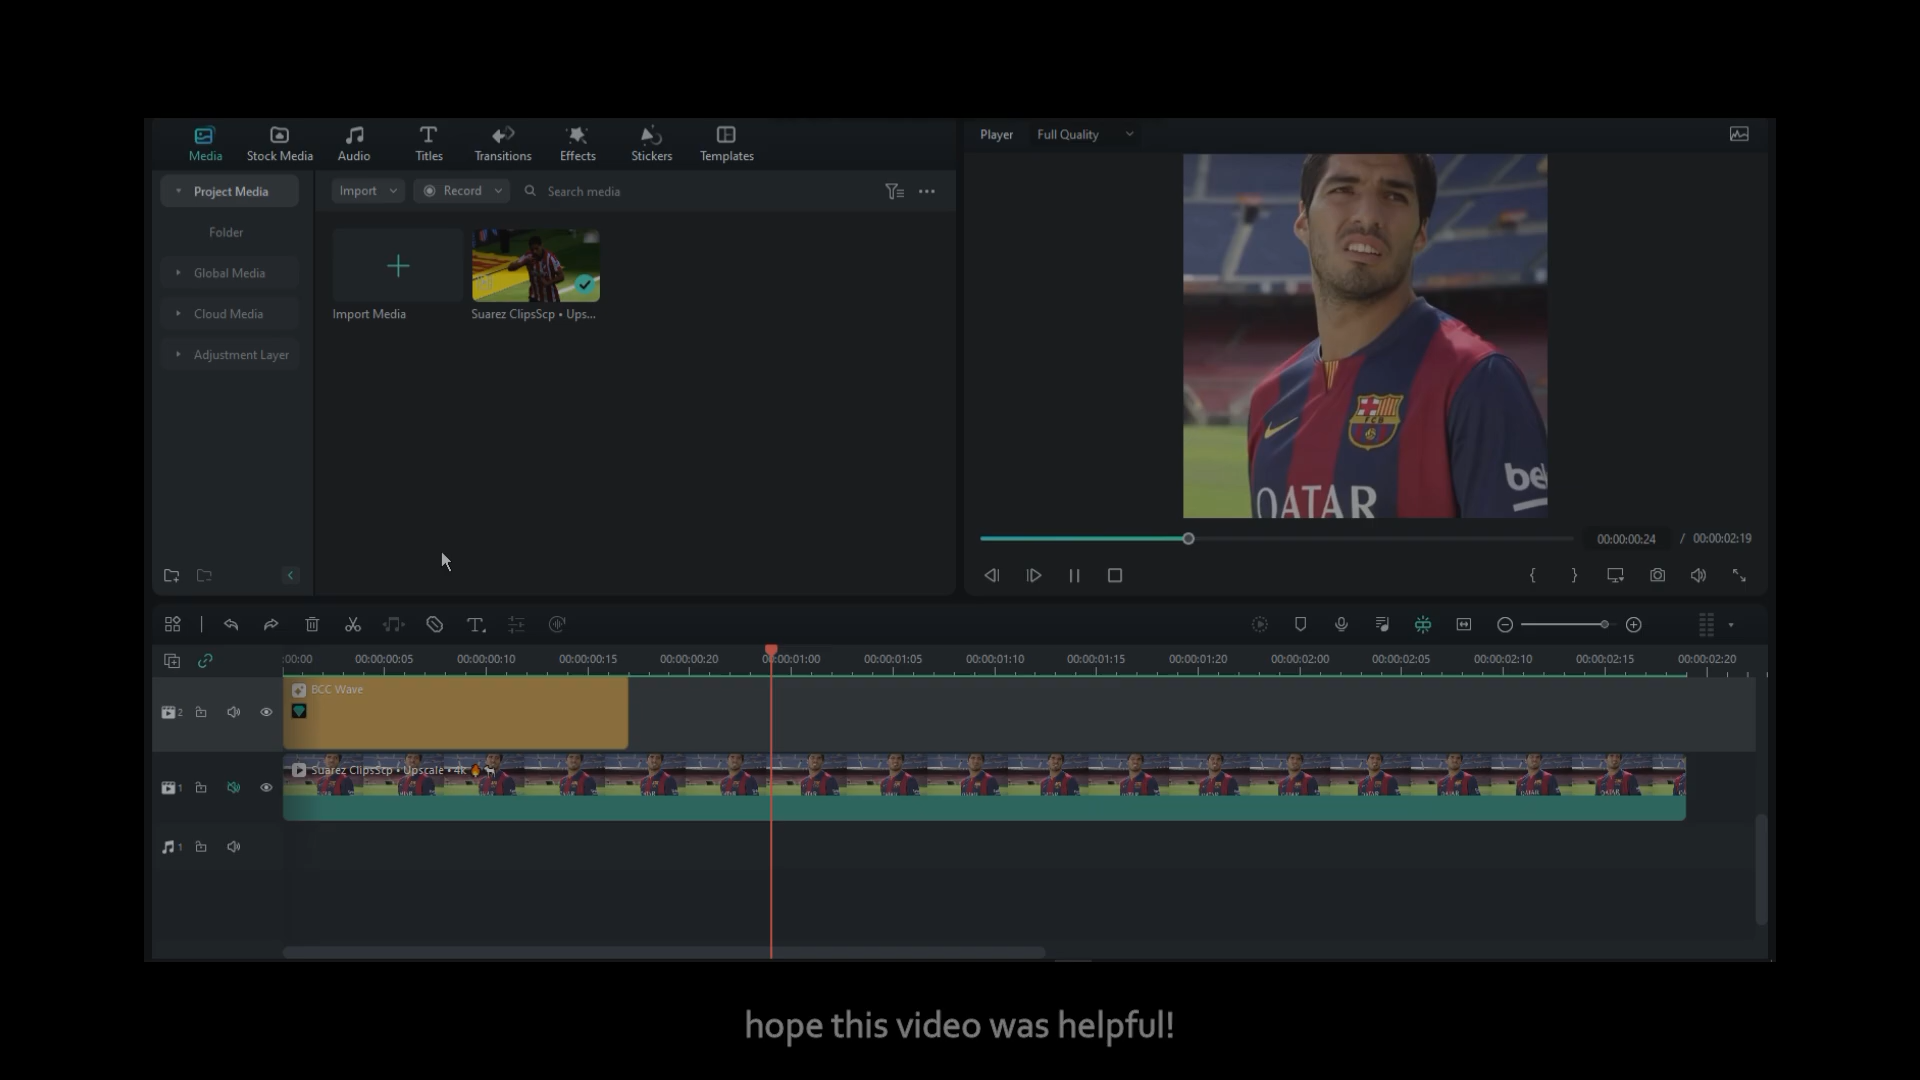 Media
Stock Media
Audio
Titles
Transitions
Effects
Stickers
Templates
Player
Full Quality
Project Media
Import
Record
Search media
Folder
Global Media
Cloud Media
Adjustment Layer
Import Media
Suarez ClipsScp • Ups...
QATAR
00:00:00:24 / 00:00:02:19
:00:00
00:00:00:05
00:00:00:10
00:00:00:15
00:00:00:20
00:00:01:00
00:00:01:05
00:00:01:10
00:00:01:15
00:00:01:20
00:00:02:00
00:00:02:05
00:00:02:10
00:00:02:15
00:00:02:20
BCC Wave
2
Suarez ClipsScp • Upscale • 4k
1
1
hope this video was helpful!